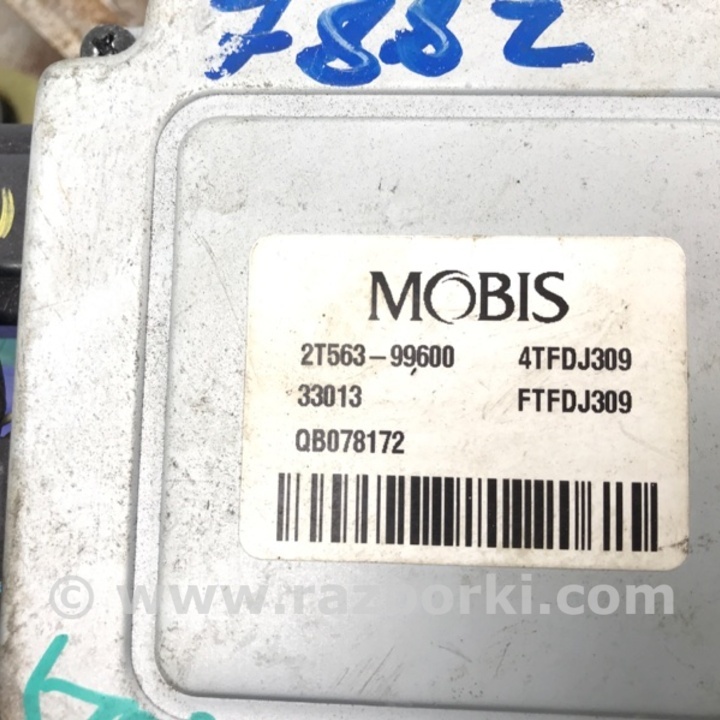 7882
MOBIS
2T563-99600 4TFDJ309
33013 FTFDJ309
QB078172
© www.razborki.com